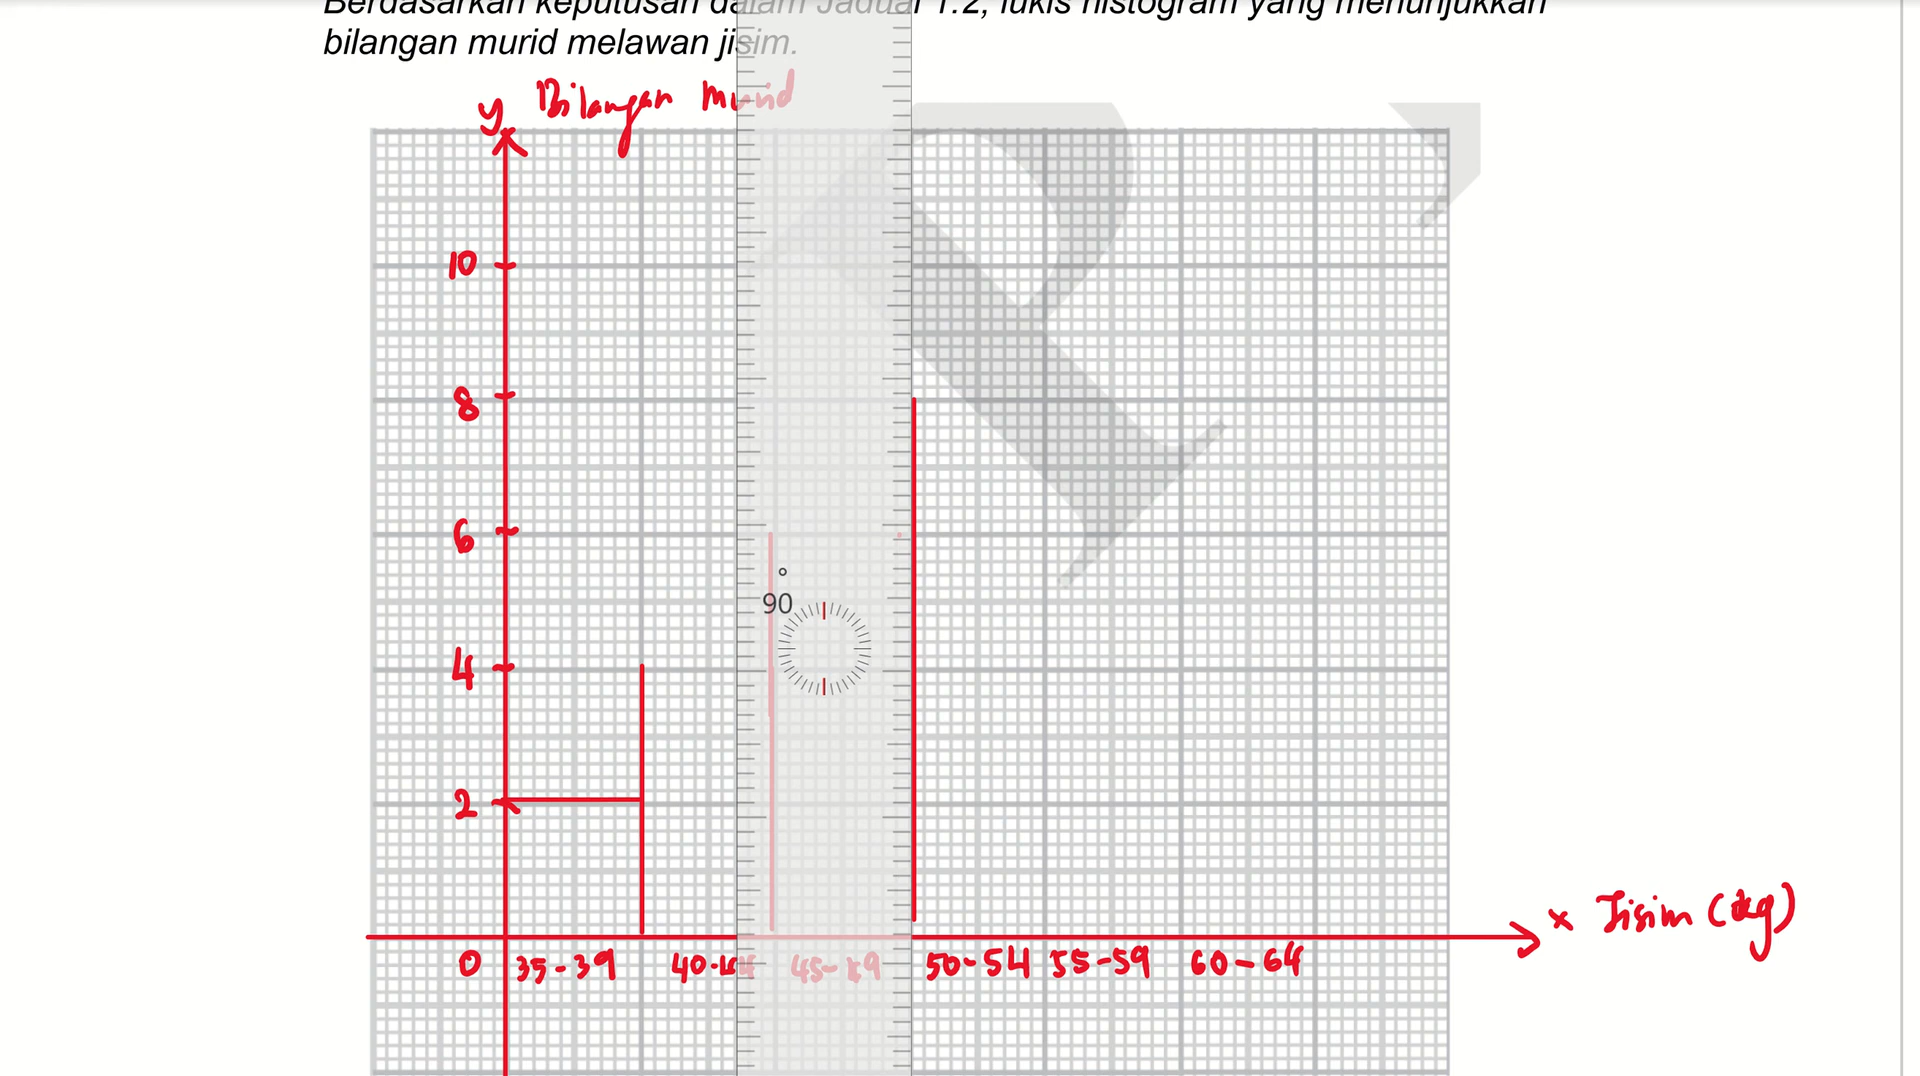 Berdasarkan keputusan dalam Jadual 1.2, lukis histogram yang menunjukkan
bilangan murid melawan jisim.
y Bilangan Murid
10
8
6
90°
4
2
x Jisim (kg)
0 35-39 40-44 45-49 50-54 55-59 60-64